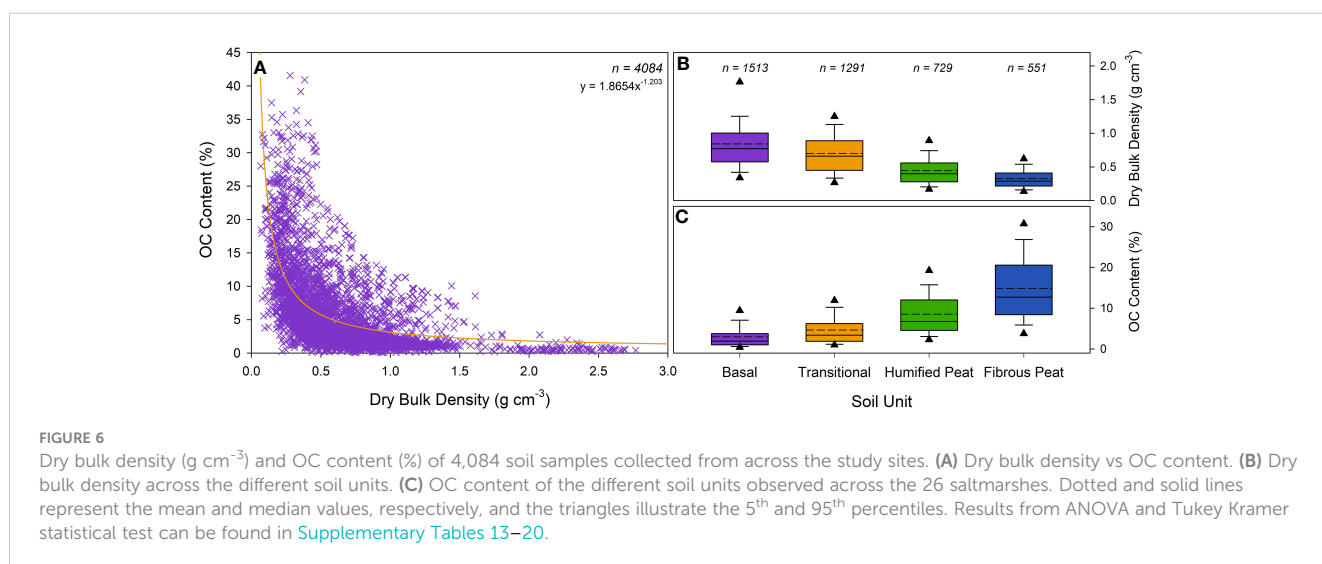 45
40
35
30
25
20
15
10
5
0
A
n = 4084
y = 1.8654x^-1.203
OC Content (%)
0.0 0.5 1.0 1.5 2.0 2.5 3.0
Dry Bulk Density (g cm^-3)
B
n = 1513 n = 1291 n = 729 n = 551
2.0
1.5
1.0
0.5
0.0
Dry Bulk Density (g cm^-3)
C
30
20
10
0
OC Content (%)
Basal Transitional Humified Peat Fibrous Peat
Soil Unit
FIGURE 6
Dry bulk density (g cm^-3) and OC content (%) of 4,084 soil samples collected from across the study sites. (A) Dry bulk density vs OC content. (B) Dry
bulk density across the different soil units. (C) OC content of the different soil units observed across the 26 saltmarshes. Dotted and solid lines
represent the mean and median values, respectively, and the triangles illustrate the 5th and 95th percentiles. Results from ANOVA and Tukey Kramer
statistical test can be found in Supplementary Tables 13–20.